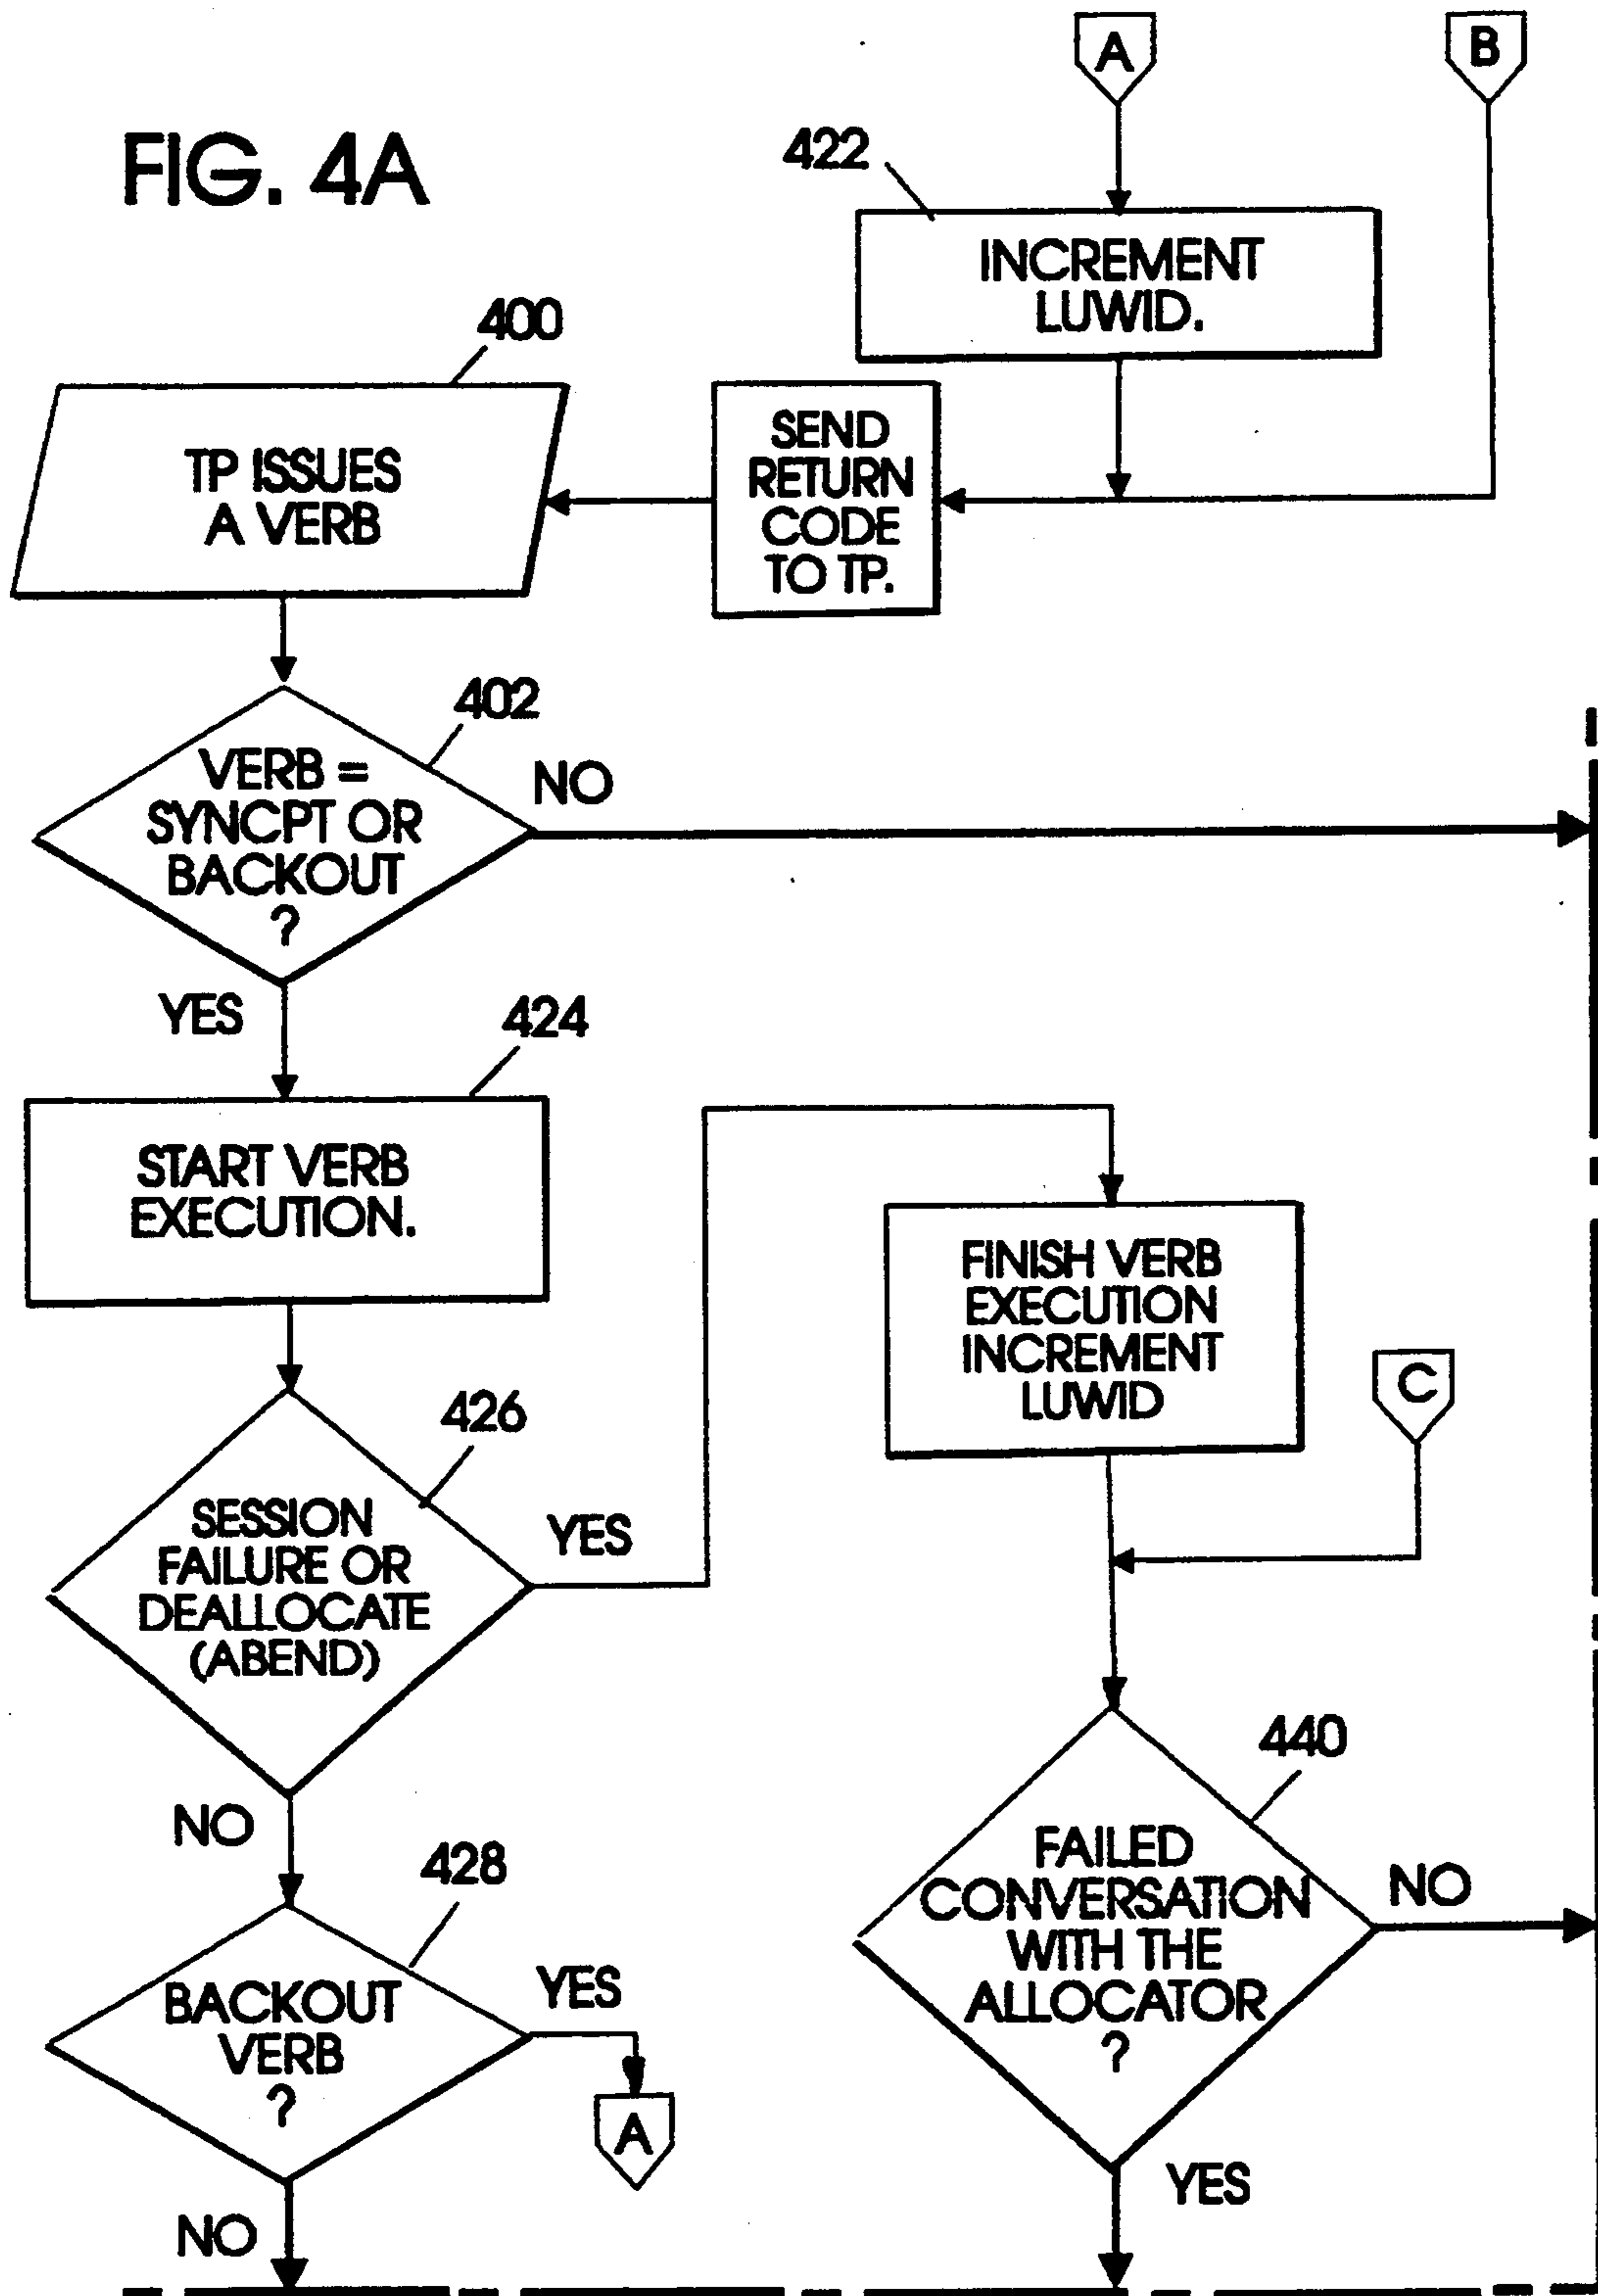 A
B
FIG. 4A
422
INCREMENT
LUWID.
400
TP ISSUES
A VERB
SEND
RETURN
CODE
TO TP.
402
VERB =
SYNCPT OR
BACKOUT
?
NO
YES
424
START VERB
EXECUTION.
FINISH VERB
EXECUTION
INCREMENT
LUWID
C
426
SESSION
FAILURE OR
DEALLOCATE
(ABEND)
YES
NO
440
FAILED
CONVERSATION
WITH THE
ALLOCATOR
?
NO
YES
428
BACKOUT
VERB
?
YES
A
NO